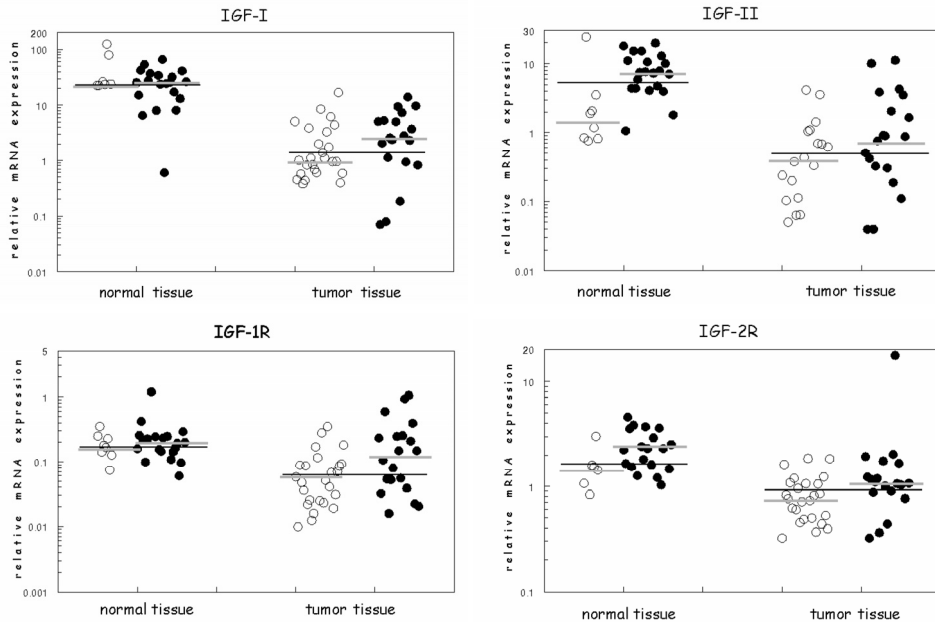 IGF-I
relative mRNA expression
200
100
10
1
0.1
0.01
normal tissue
tumor tissue
IGF-II
relative mRNA expression
30
10
1
0.1
0.01
normal tissue
tumor tissue
IGF-1R
relative mRNA expression
5
1
0.1
0.01
0.001
normal tissue
tumor tissue
IGF-2R
relative mRNA expression
20
10
1
0.1
normal tissue
tumor tissue